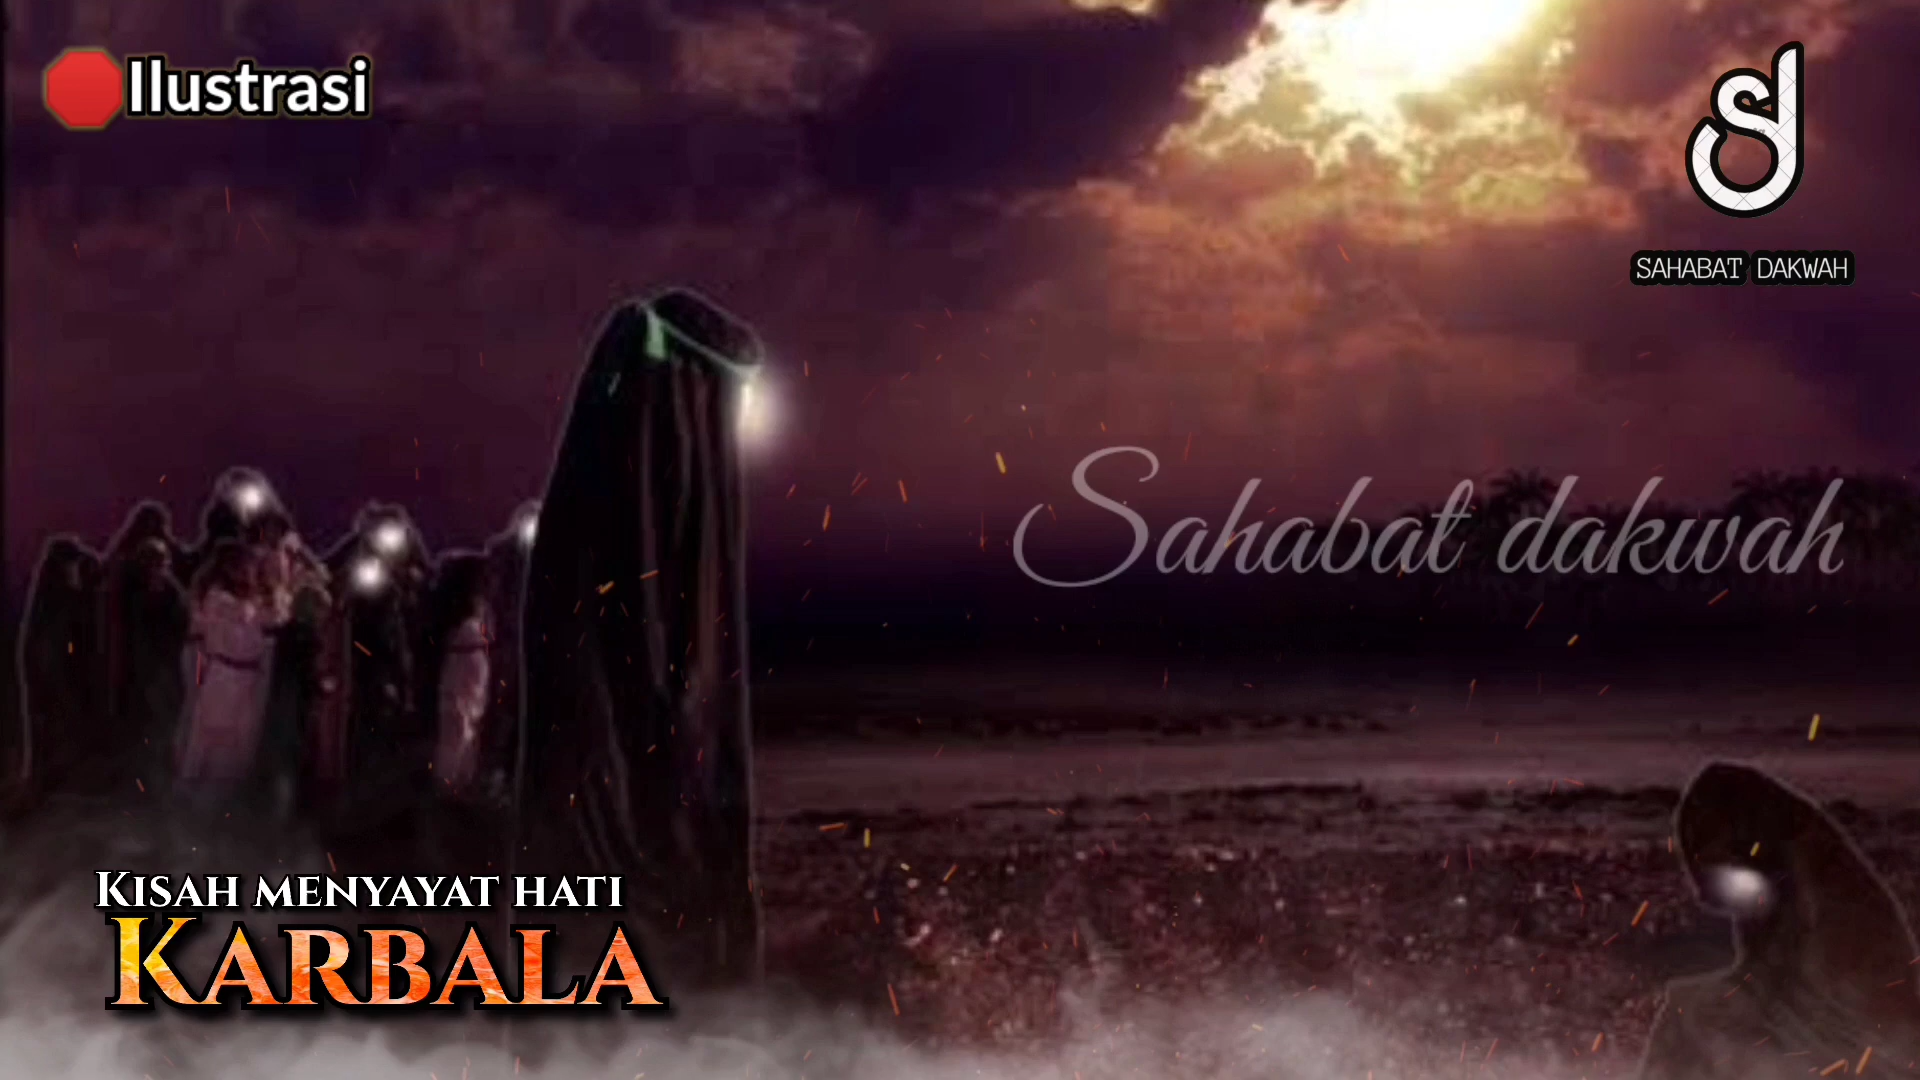 Ilustrasi
SAHABAT DAKWAH
Sahabat dakwah
KISAH MENYAYAT HATI
KARBALA